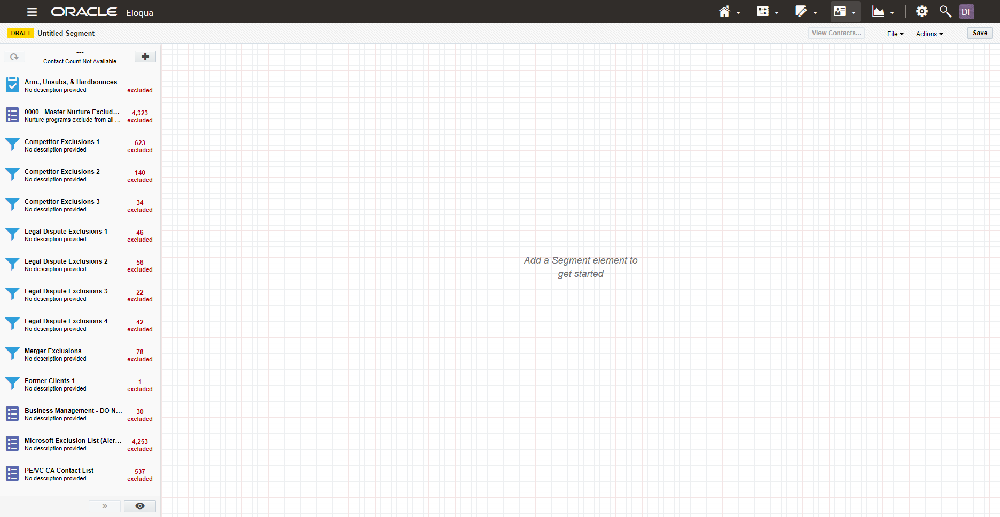 ORACLE Eloqua
DF
DRAFT Untitled Segment
View Contacts...
File
Actions
Save
---
Contact Count Not Available
Arm., Unsubs, & Hardbounces
No description provided
--
excluded
0000 - Master Nurture Exclud...
Nurture programs exclude from all ...
4,323
excluded
Competitor Exclusions 1
No description provided
623
excluded
Competitor Exclusions 2
No description provided
140
excluded
Competitor Exclusions 3
No description provided
34
excluded
Legal Dispute Exclusions 1
No description provided
46
excluded
Legal Dispute Exclusions 2
No description provided
56
excluded
Legal Dispute Exclusions 3
No description provided
22
excluded
Legal Dispute Exclusions 4
No description provided
42
excluded
Merger Exclusions
No description provided
78
excluded
Former Clients 1
No description provided
1
excluded
Business Management - DO N...
No description provided
30
excluded
Microsoft Exclusion List (Aler...
No description provided
4,253
excluded
PE/VC CA Contact List
No description provided
537
excluded
Add a Segment element to
get started